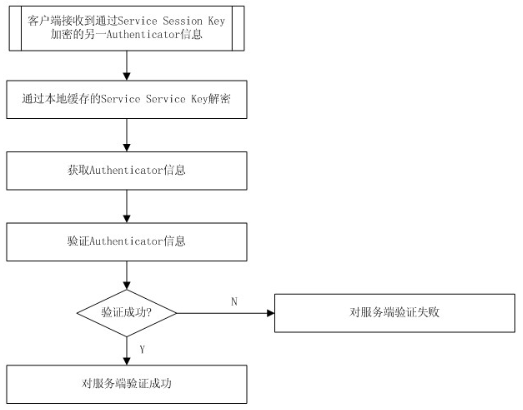 客户端接收到通过Service Session Key
加密的另一Authenticator信息
通过本地缓存的Service Service Key解密
获取Authenticator信息
验证Authenticator信息
验证成功?
N
对服务端验证失败
Y
对服务端验证成功